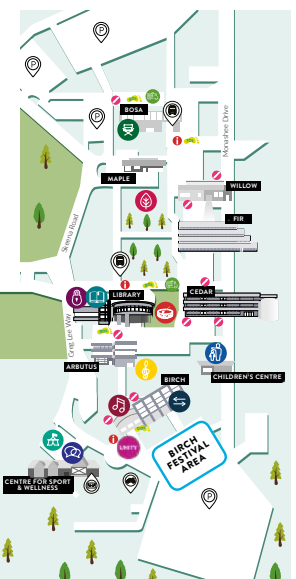 P
P
BOSA
P
Monashee Drive
i
MAPLE
WILLOW
FIR
Skeena Road
i
LIBRARY
CEDAR
Greg Lee Way
ARBUTUS
BIRCH
CHILDREN'S CENTRE
i
UNITY
BIRCH
FESTIVAL
AREA
CENTRE FOR SPORT
& WELLNESS
P